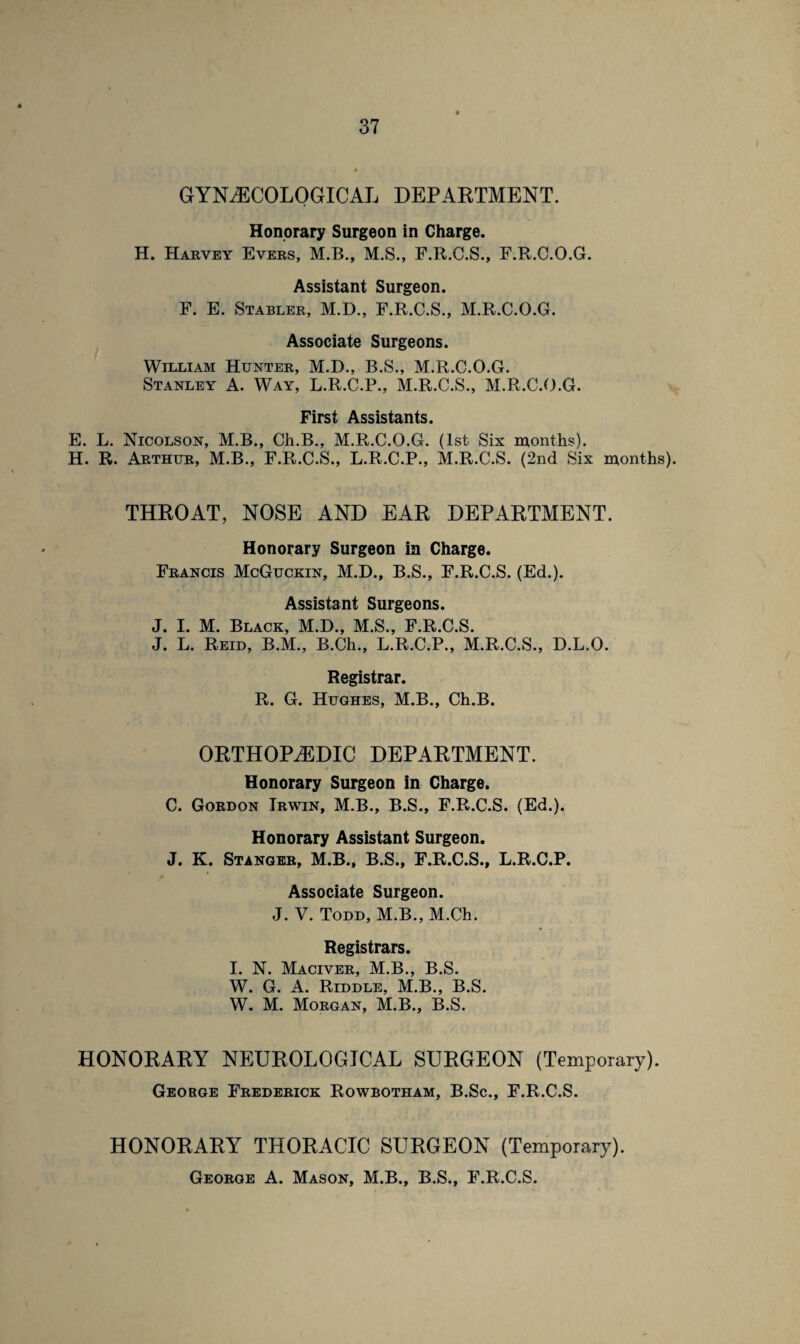 37
GYNÆCOLOGICAL DEPARTMENT.
Honorary Surgeon in Charge.
H. Harvey Evers, M.B., M.S., F.R.C.S., F.R.C.O.G.
Assistant Surgeon.
F. E. Stabler, M.D., F.R.C.S., M.R.C.O.G.
Associate Surgeons.
William Hunter, M.D., B.S., M.R.C.O.G.
Stanley A. Way, L.R.C.P., M.R.C.S., M.R.C.O.G.
First Assistants.
E. L. Nicolson, M.B., Ch.B., M.R.C.O.G. (1st Six months).
H. R. Arthur, M.B., F.R.C.S., L.R.C.P., M.R.C.S. (2nd Six months).
THROAT, NOSE AND EAR DEPARTMENT.
Honorary Surgeon in Charge.
Francis McGuckin, M.D., B.S., F.R.C.S. (Ed.).
Assistant Surgeons.
J. I. M. Black, M.D., M.S., F.R.C.S.
J. L. Reid, B.M., B.Ch., L.R.C.P., M.R.C.S., D.L.O.
Registrar.
R. G. Hughes, M.B., Ch.B.
ORTHOPÆDIC DEPARTMENT.
Honorary Surgeon in Charge.
C. Gordon Irwin, M.B., B.S., F.R.C.S. (Ed.).
Honorary Assistant Surgeon.
J. K. Stanger, M.B., B.S., F.R.C.S., L.R.C.P.
Associate Surgeon.
J. V. Todd, M.B., M.Ch.
Registrars.
I. N. Maciver, M.B., B.S.
W. G. A. Riddle, M.B., B.S.
W. M. Morgan, M.B., B.S.
HONORARY NEUROLOGICAL SURGEON (Temporary).
George Frederick Rowbotham, B.Sc., F.R.C.S.
HONORARY THORACIC SURGEON (Temporary).
George A. Mason, M.B., B.S., F.R.C.S.